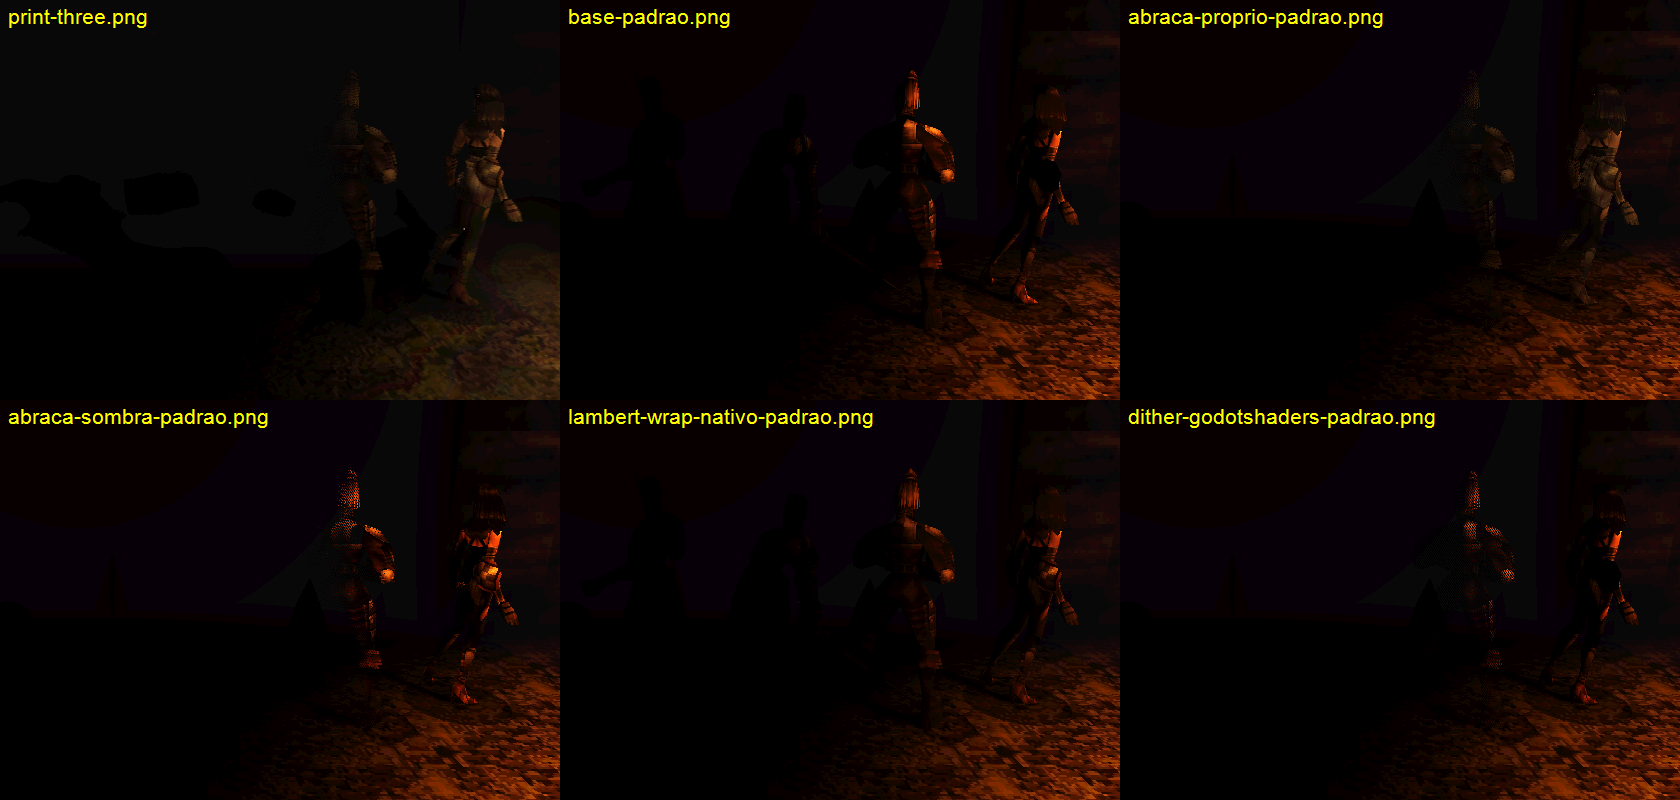 print-three.png
base-padrao.png
abraca-proprio-padrao.png
abraca-sombra-padrao.png
lambert-wrap-nativo-padrao.png
dither-godotshaders-padrao.png